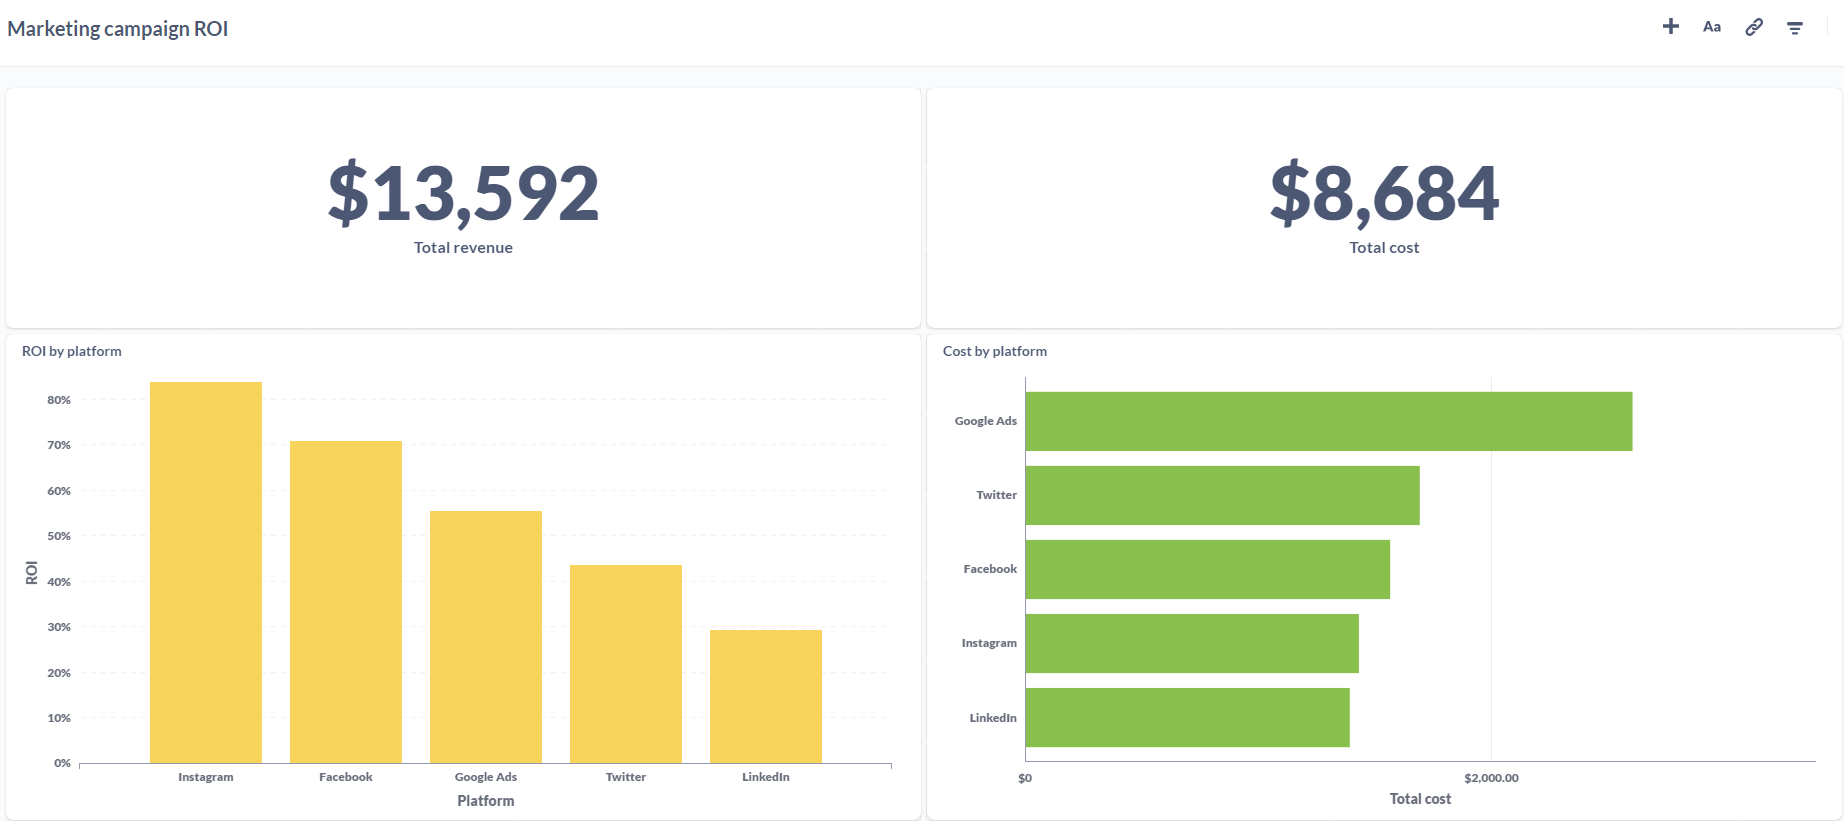 Marketing campaign ROI
Aa
$13,592
Total revenue
$8,684
Total cost
ROI by platform
80%
70%
60%
50%
40%
30%
20%
10%
0%
ROI
Instagram Facebook Google Ads Twitter LinkedIn
Platform
Cost by platform
Google Ads
Twitter
Facebook
Instagram
LinkedIn
$0 $2,000.00
Total cost